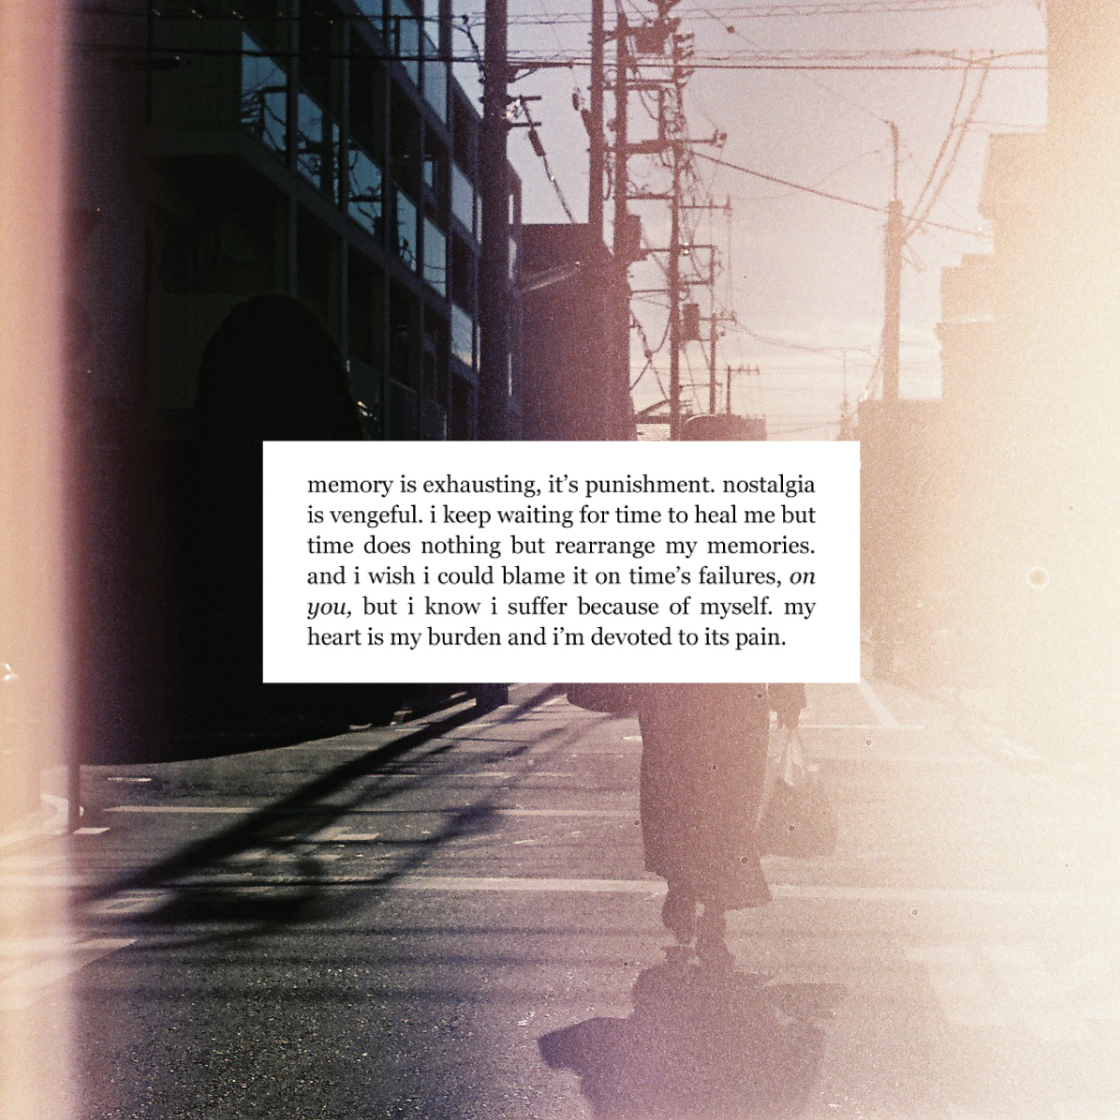 memory is exhausting, it's punishment. nostalgia
is vengeful. i keep waiting for time to heal me but
time does nothing but rearrange my memories.
and i wish i could blame it on time's failures, on
you, but i know i suffer because of myself. my
heart is my burden and i'm devoted to its pain.